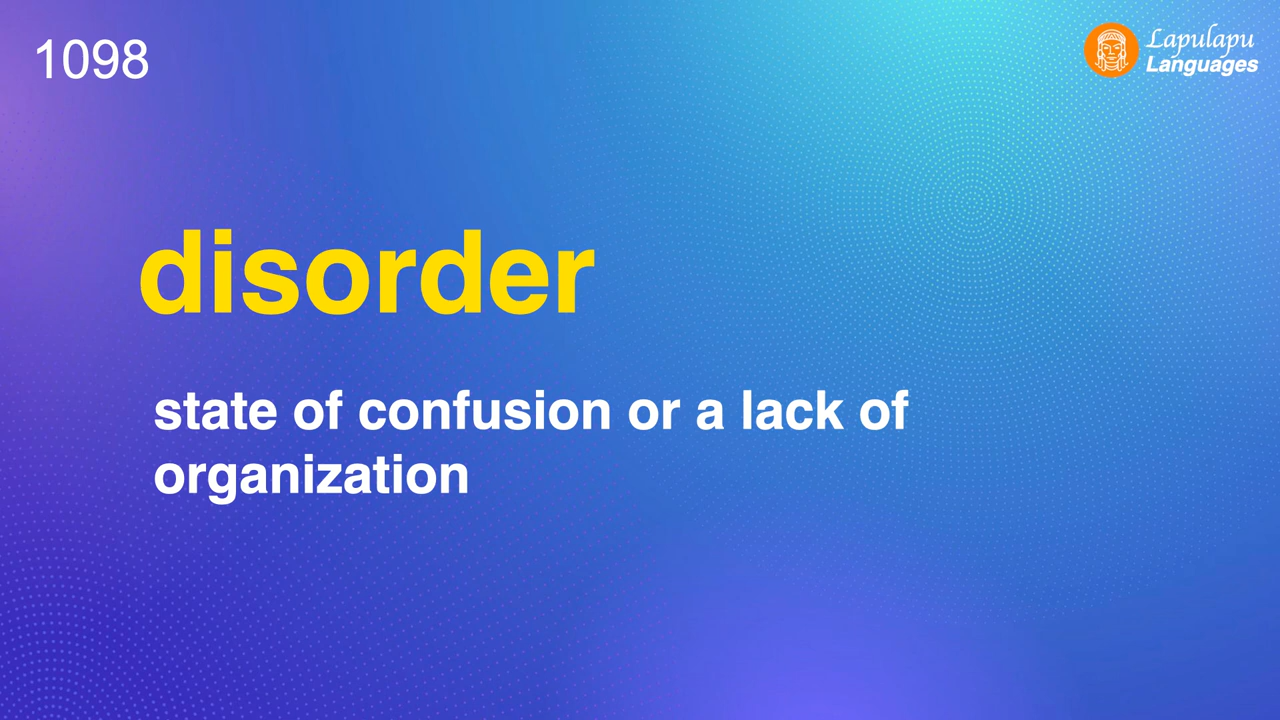 1098
Lapulapu
Languages
disorder
state of confusion or a lack of
organization